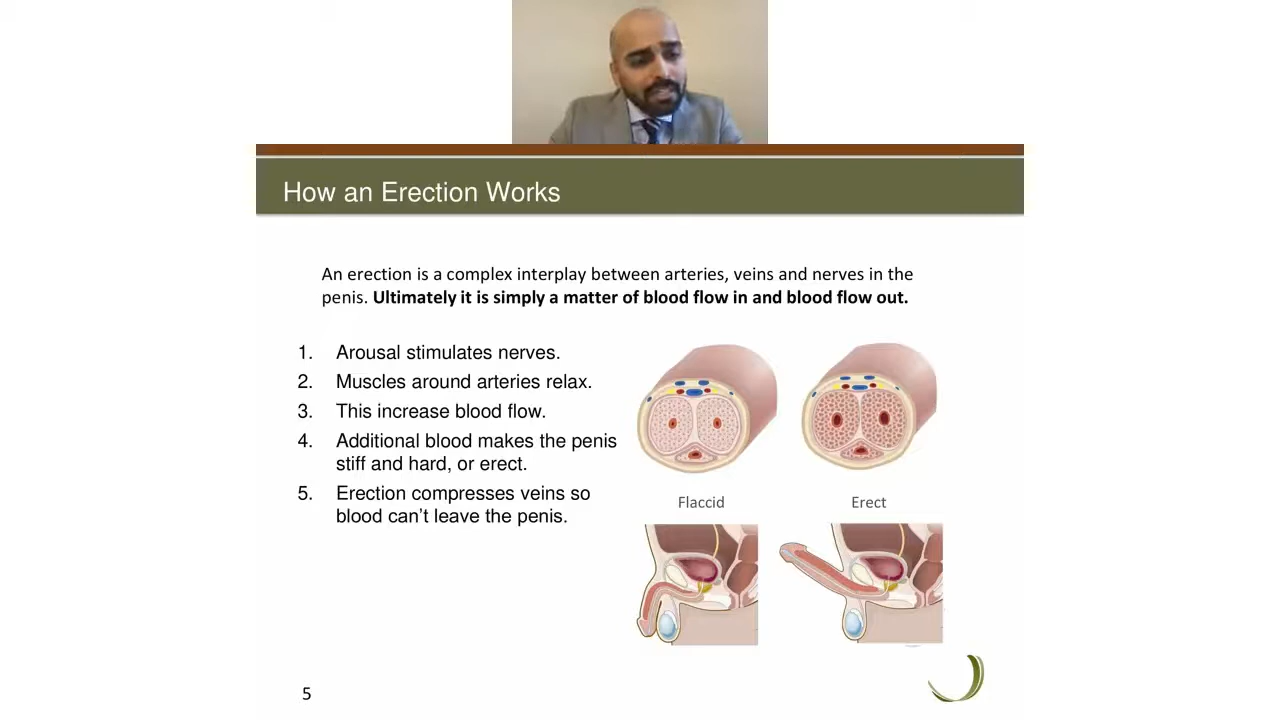 How an Erection Works
An erection is a complex interplay between arteries, veins and nerves in the
penis. Ultimately it is simply a matter of blood flow in and blood flow out.
1. Arousal stimulates nerves.
2. Muscles around arteries relax.
3. This increase blood flow.
4. Additional blood makes the penis
stiff and hard, or erect.
5. Erection compresses veins so
blood can’t leave the penis.
Flaccid
Erect
5